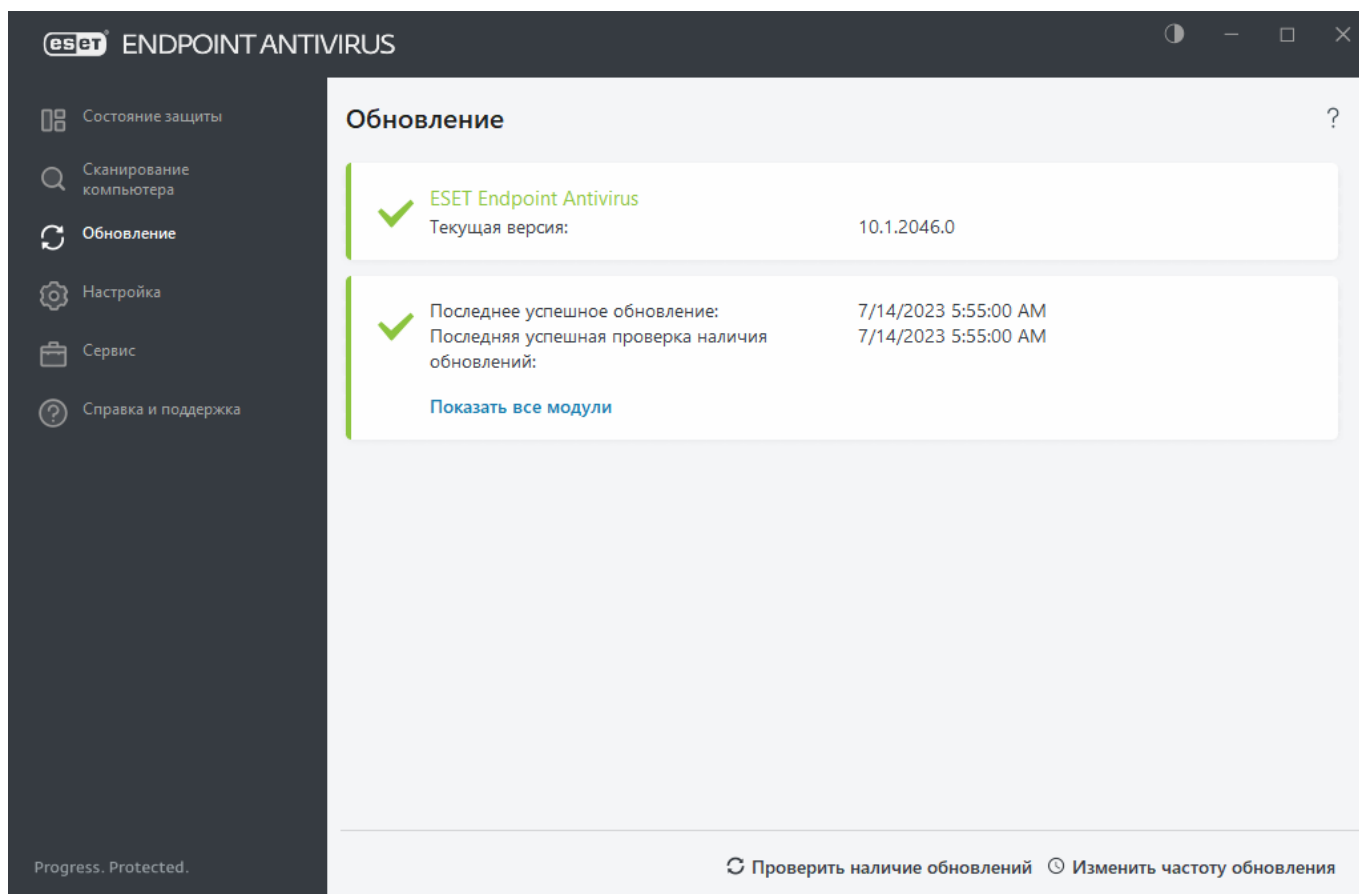 eset ENDPOINT ANTIVIRUS
Состояние защиты
Сканирование
компьютера
Обновление
Настройка
Сервис
Справка и поддержка
Progress. Protected.
Обновление
?
ESET Endpoint Antivirus
Текущая версия: 10.1.2046.0
Последнее успешное обновление: 7/14/2023 5:55:00 AM
Последняя успешная проверка наличия 7/14/2023 5:55:00 AM
обновлений:
Показать все модули
Проверить наличие обновлений Изменить частоту обновления